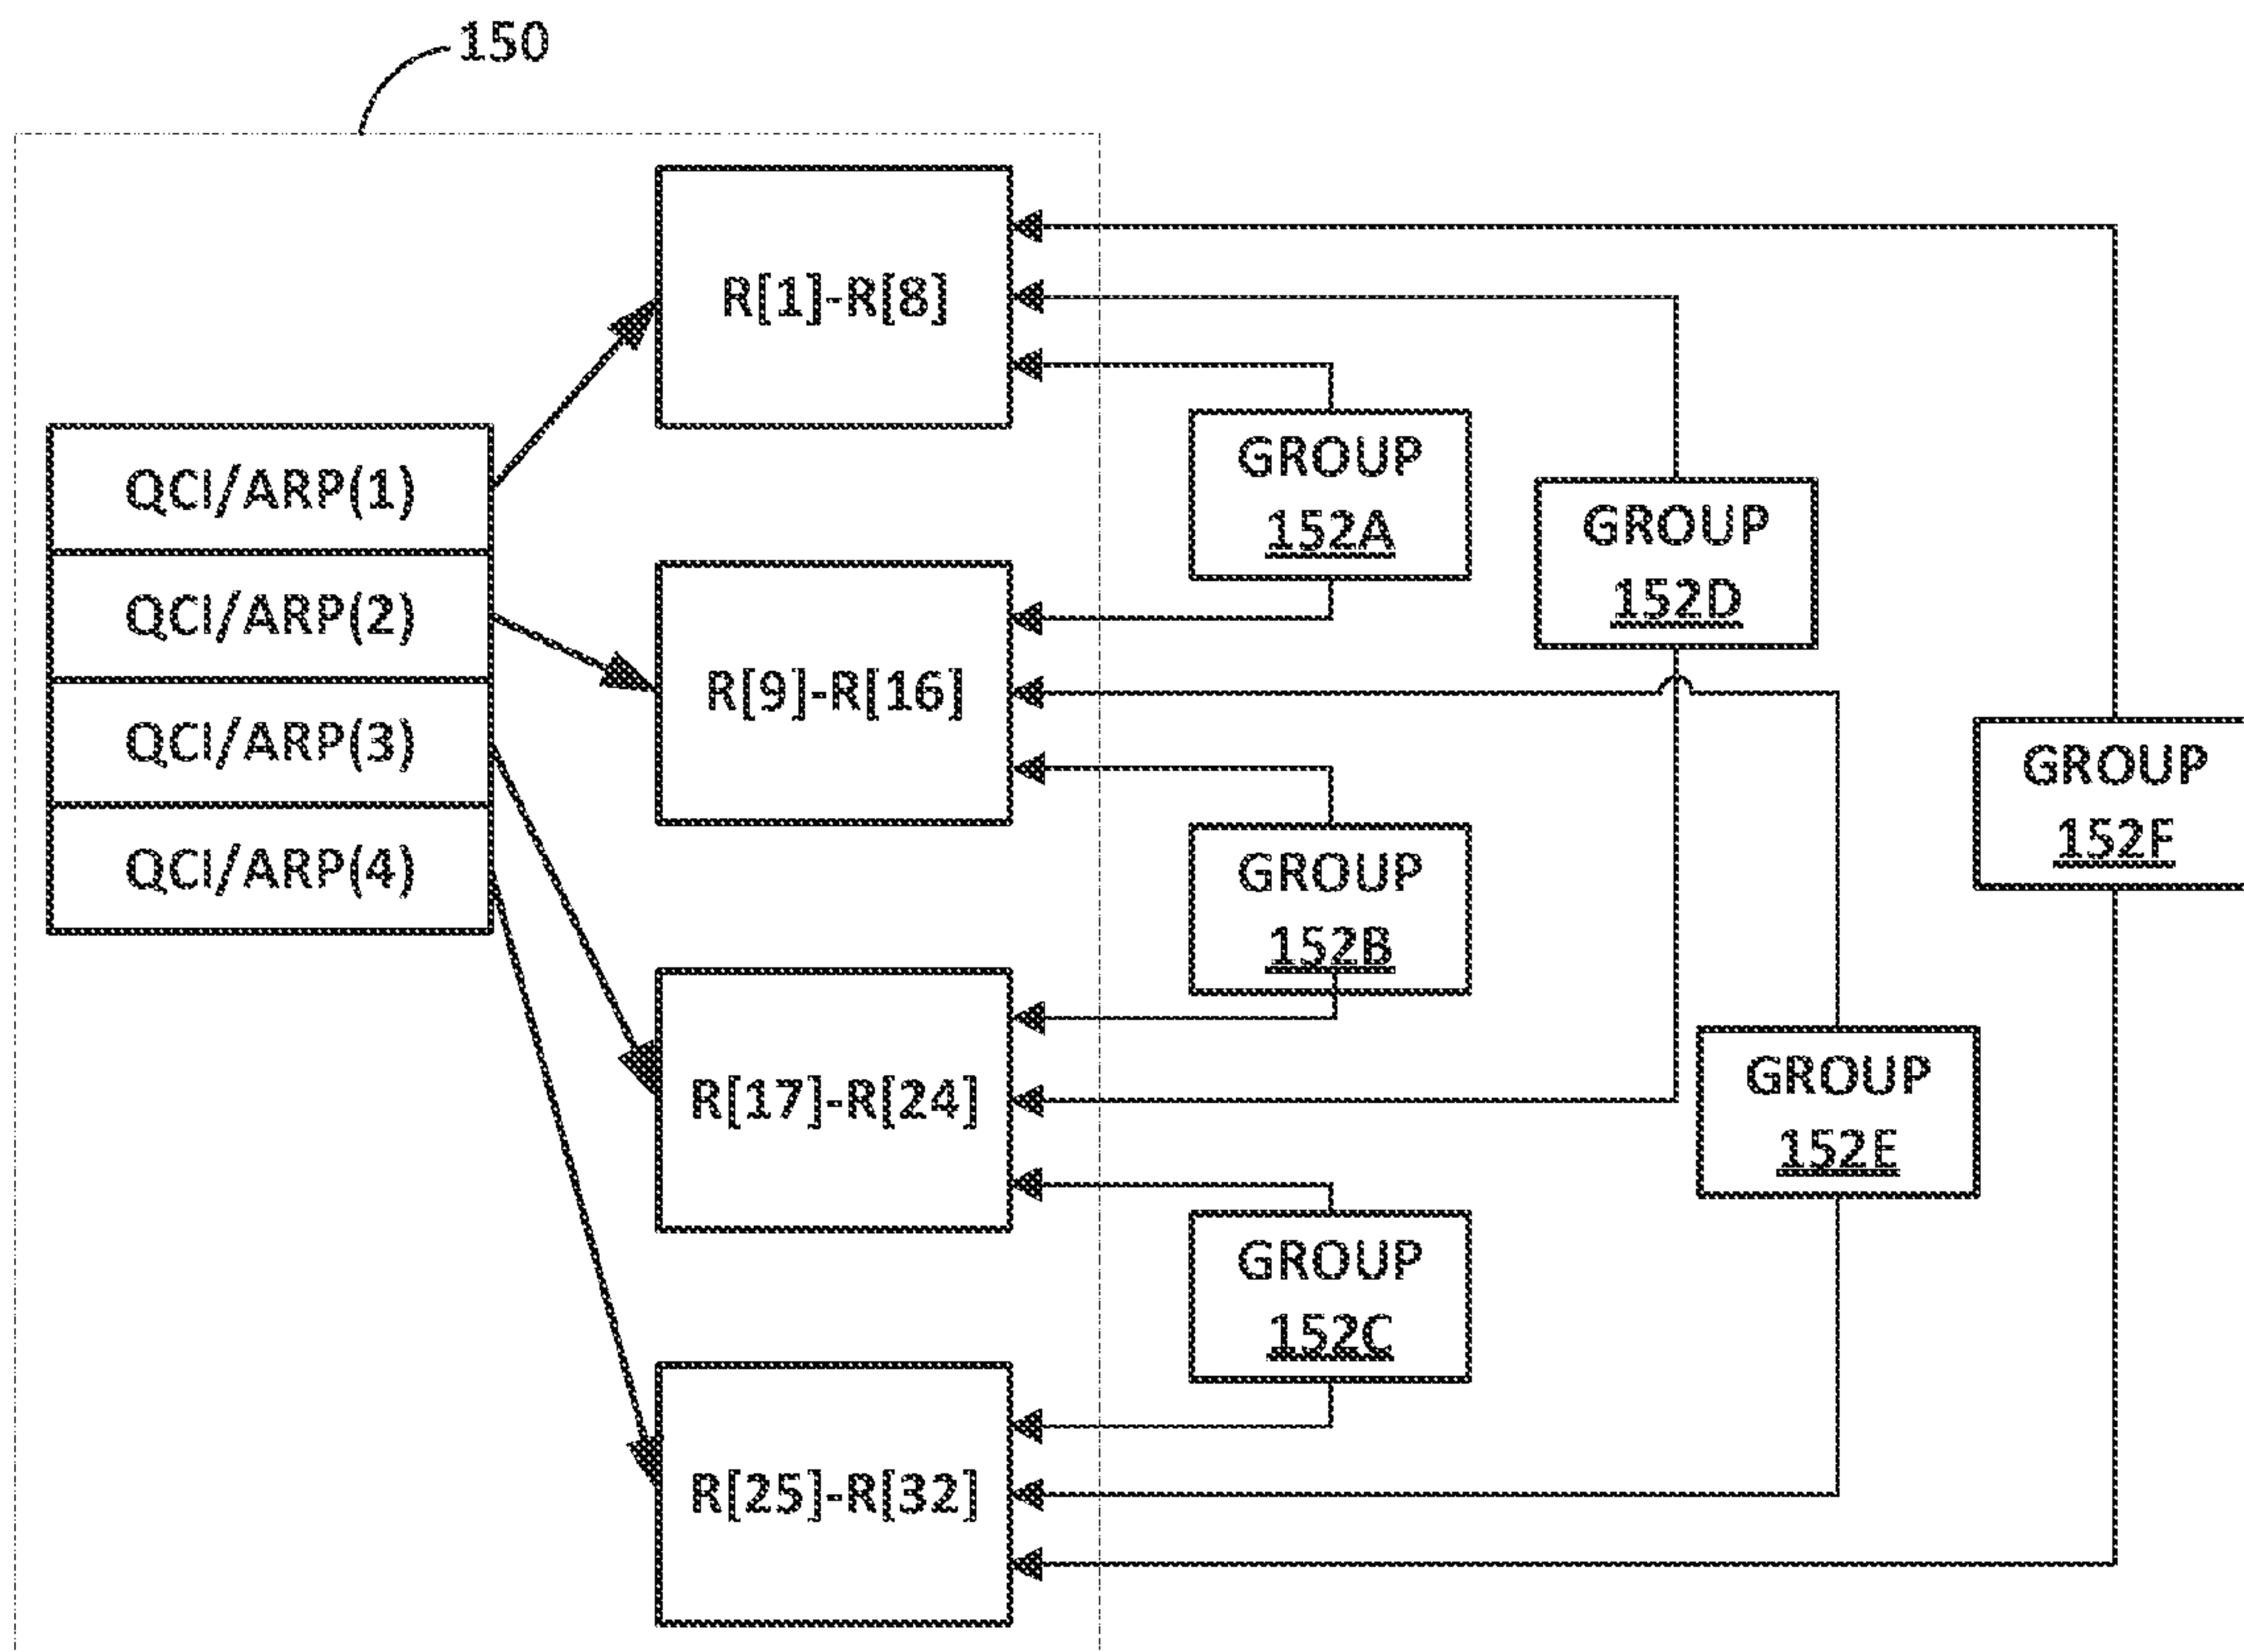 150
R[1]-R[8]
GROUP
152A
QCI/ARP(1)
QCI/ARP(2)
QCI/ARP(3)
QCI/ARP(4)
GROUP
152D
R[9]-R[16]
GROUP
152F
GROUP
152B
R[17]-R[24]
GROUP
152E
GROUP
152C
R[25]-R[32]